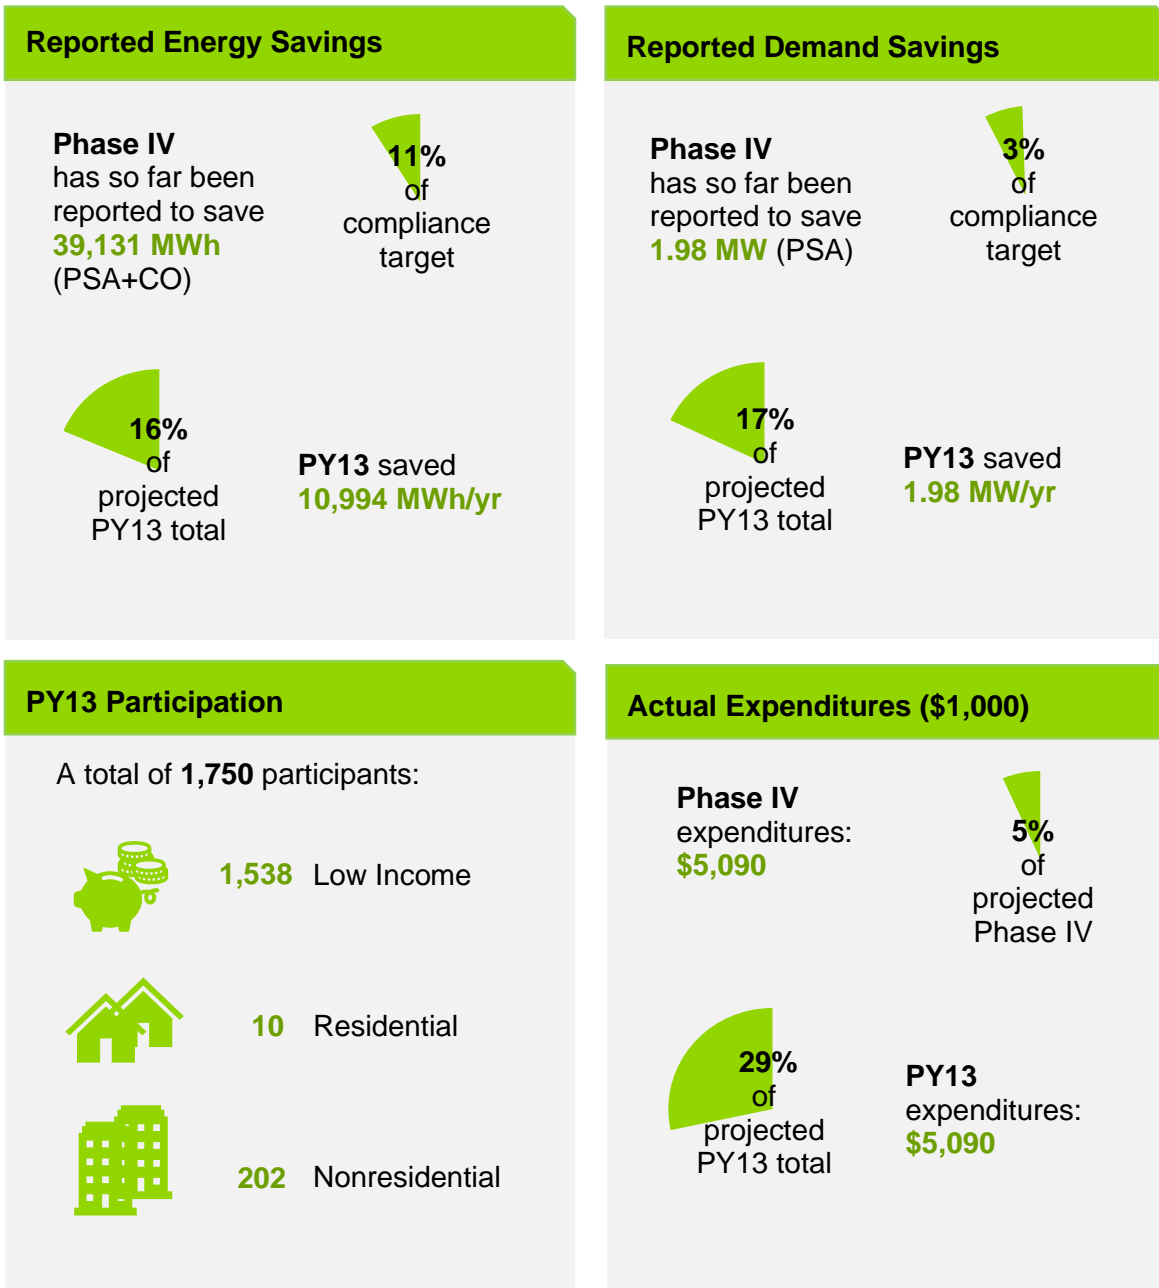 Reported Energy Savings
Phase IV
has so far been
reported to save
39,131 MWh
(PSA+CO)
11%
of
compliance
target
16%
of
projected
PY13 total
PY13 saved
10,994 MWh/yr
Reported Demand Savings
Phase IV
has so far been
reported to save
1.98 MW (PSA)
3%
of
compliance
target
17%
of
projected
PY13 total
PY13 saved
1.98 MW/yr
PY13 Participation
A total of 1,750 participants:
1,538 Low Income
10 Residential
202 Nonresidential
Actual Expenditures ($1,000)
Phase IV
expenditures:
$5,090
5%
of
projected
Phase IV
29%
of
projected
PY13 total
PY13
expenditures:
$5,090